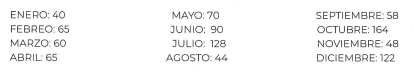 ENERO: 40
FEBREO: 65
MARZO: 60
ABRIL: 65
MAYO: 70
JUNIO: 90
JULIO: 128
AGOSTO: 44
SEPTIEMBRE: 58
OCTUBRE: 164
NOVIEMBRE: 48
DICIEMBRE: 122